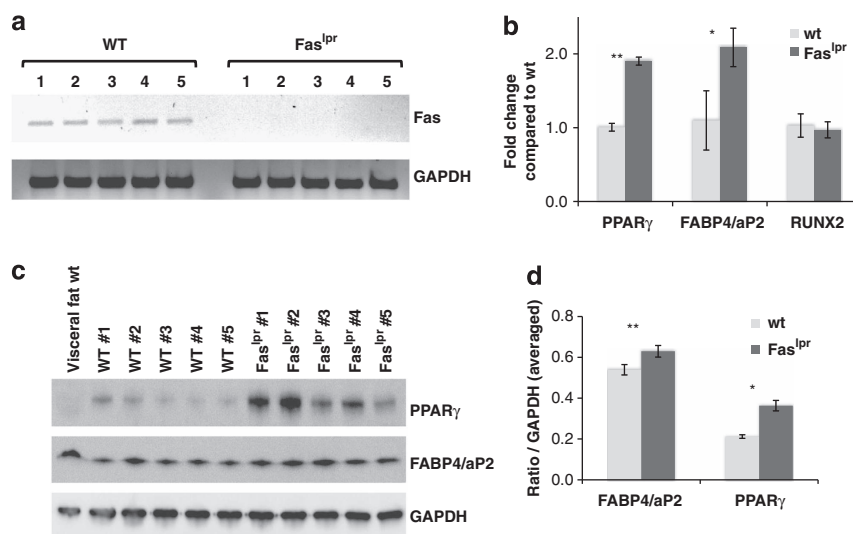 a
WT
Fas^lpr
1 2 3 4 5
1 2 3 4 5
Fas
GAPDH
b
Fold change
compared to wt
2.0
1.0
0.0
**
*
wt
Fas^lpr
PPARγ
FABP4/aP2
RUNX2
c
Visceral fat wt
WT #1
WT #2
WT #3
WT #4
WT #5
Fas^lpr #1
Fas^lpr #2
Fas^lpr #3
Fas^lpr #4
Fas^lpr #5
PPARγ
FABP4/aP2
GAPDH
d
Ratio / GAPDH (averaged)
0.8
0.6
0.4
0.2
0.0
**
*
wt
Fas^lpr
FABP4/aP2
PPARγ